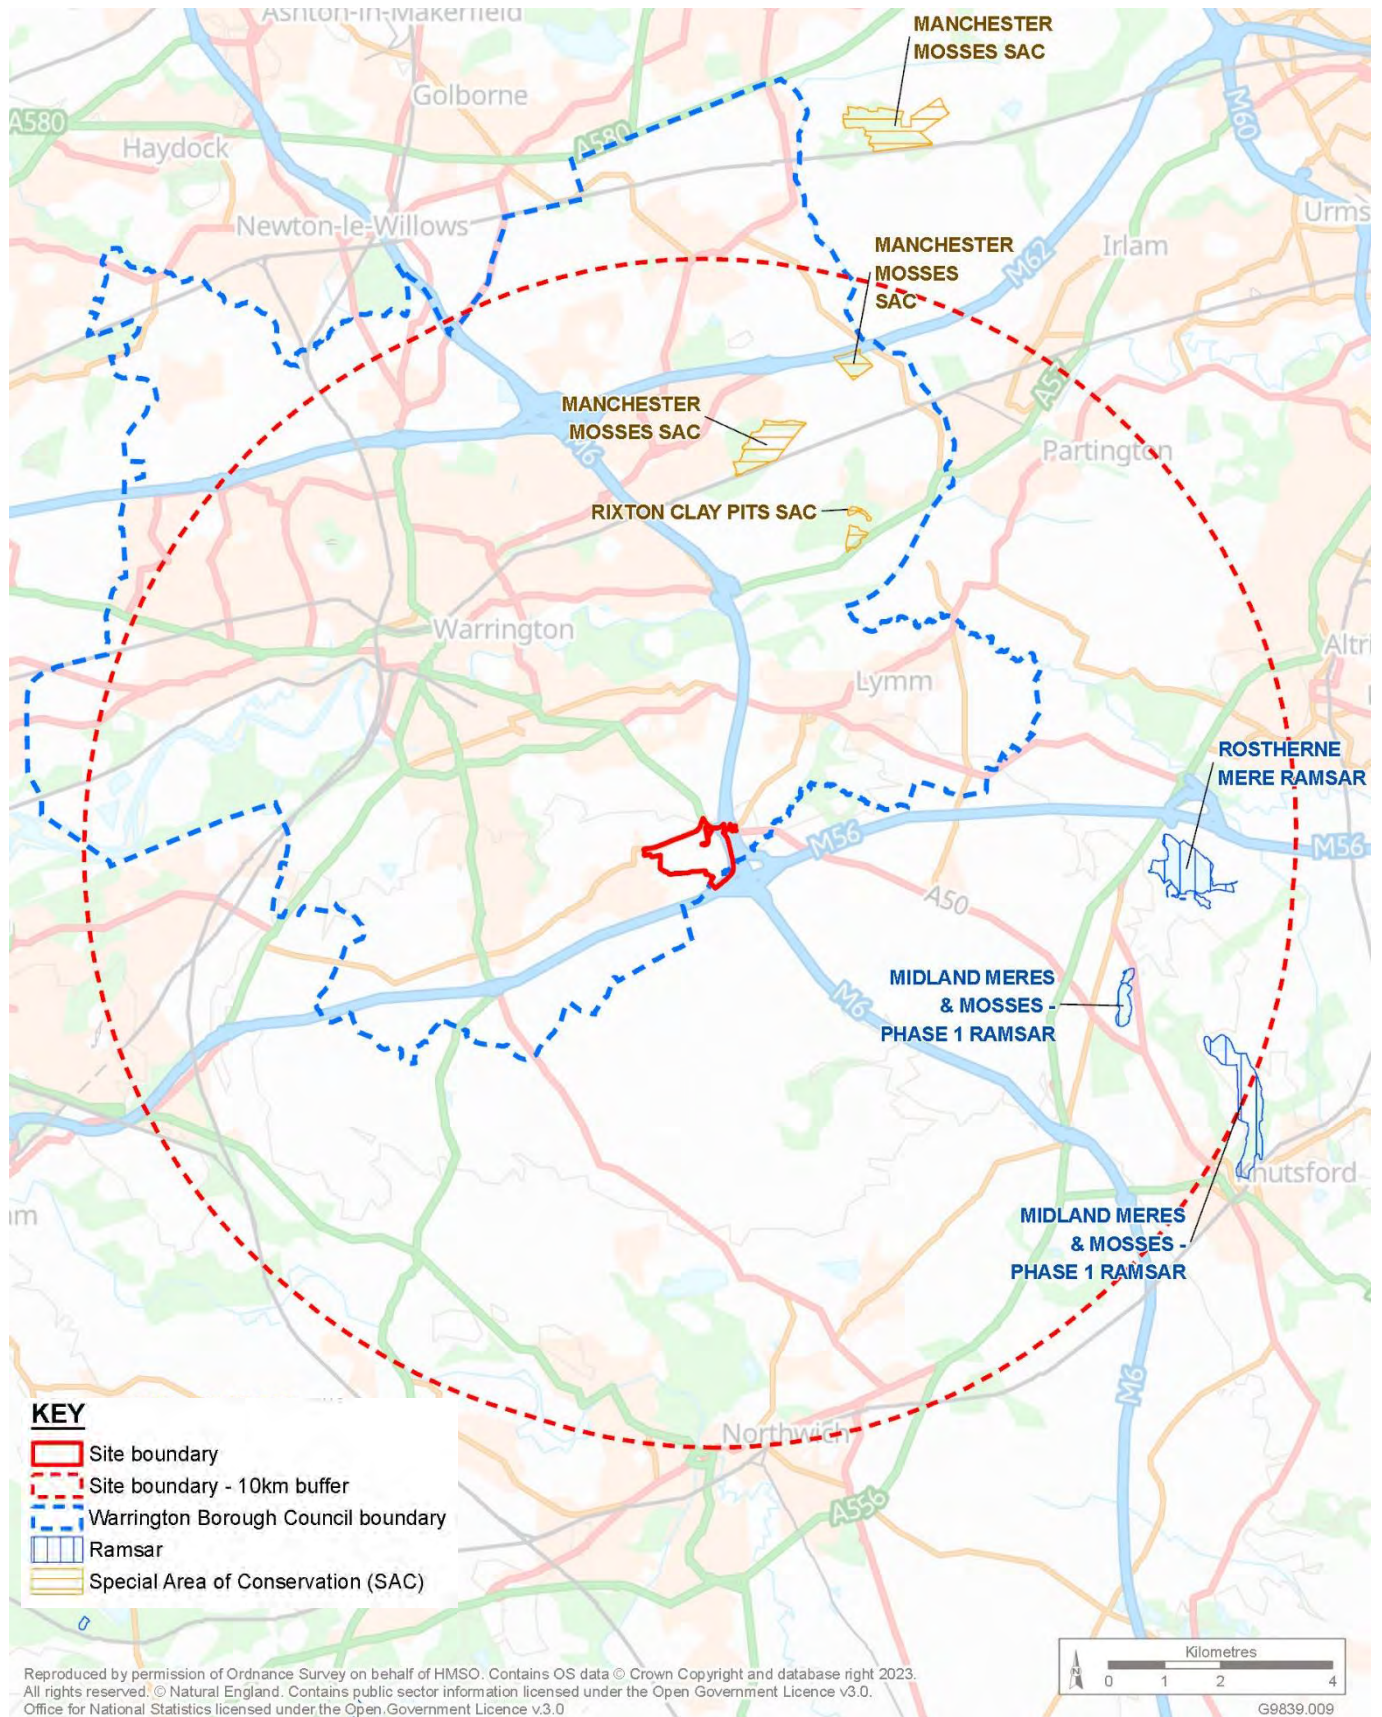 Ashton-in-Makerfield
MANCHESTER
MOSSES SAC
Golborne
A580
A580
M60
Haydock
Newton-le-Willows
Urms
Irlam
MANCHESTER
MOSSES
SAC
M62
A57
MANCHESTER
MOSSES SAC
M6
Partington
RIXTON CLAY PITS SAC
Warrington
Altri
Lymm
ROSTHERNE
MERE RAMSAR
M56
M56
A50
MIDLAND MERES
& MOSSES -
PHASE 1 RAMSAR
M6
Knutsford
MIDLAND MERES
& MOSSES -
PHASE 1 RAMSAR
M6
Northwich
A556
KEY
Site boundary
Site boundary - 10km buffer
Warrington Borough Council boundary
Ramsar
Special Area of Conservation (SAC)
Kilometres
N
0 1 2 4
Reproduced by permission of Ordnance Survey on behalf of HMSO. Contains OS data © Crown Copyright and database right 2023.
All rights reserved. © Natural England. Contains public sector information licensed under the Open Government Licence v3.0.
Office for National Statistics licensed under the Open Government Licence v.3.0
G9839.009